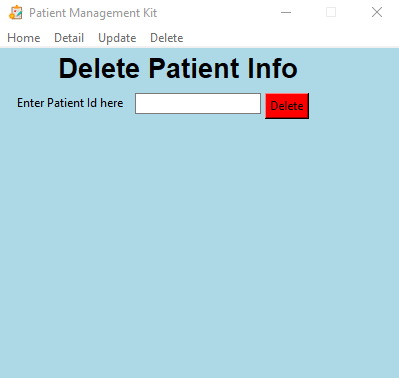 Patient Management Kit
Home Detail Update Delete
Delete Patient Info
Enter Patient Id here Delete